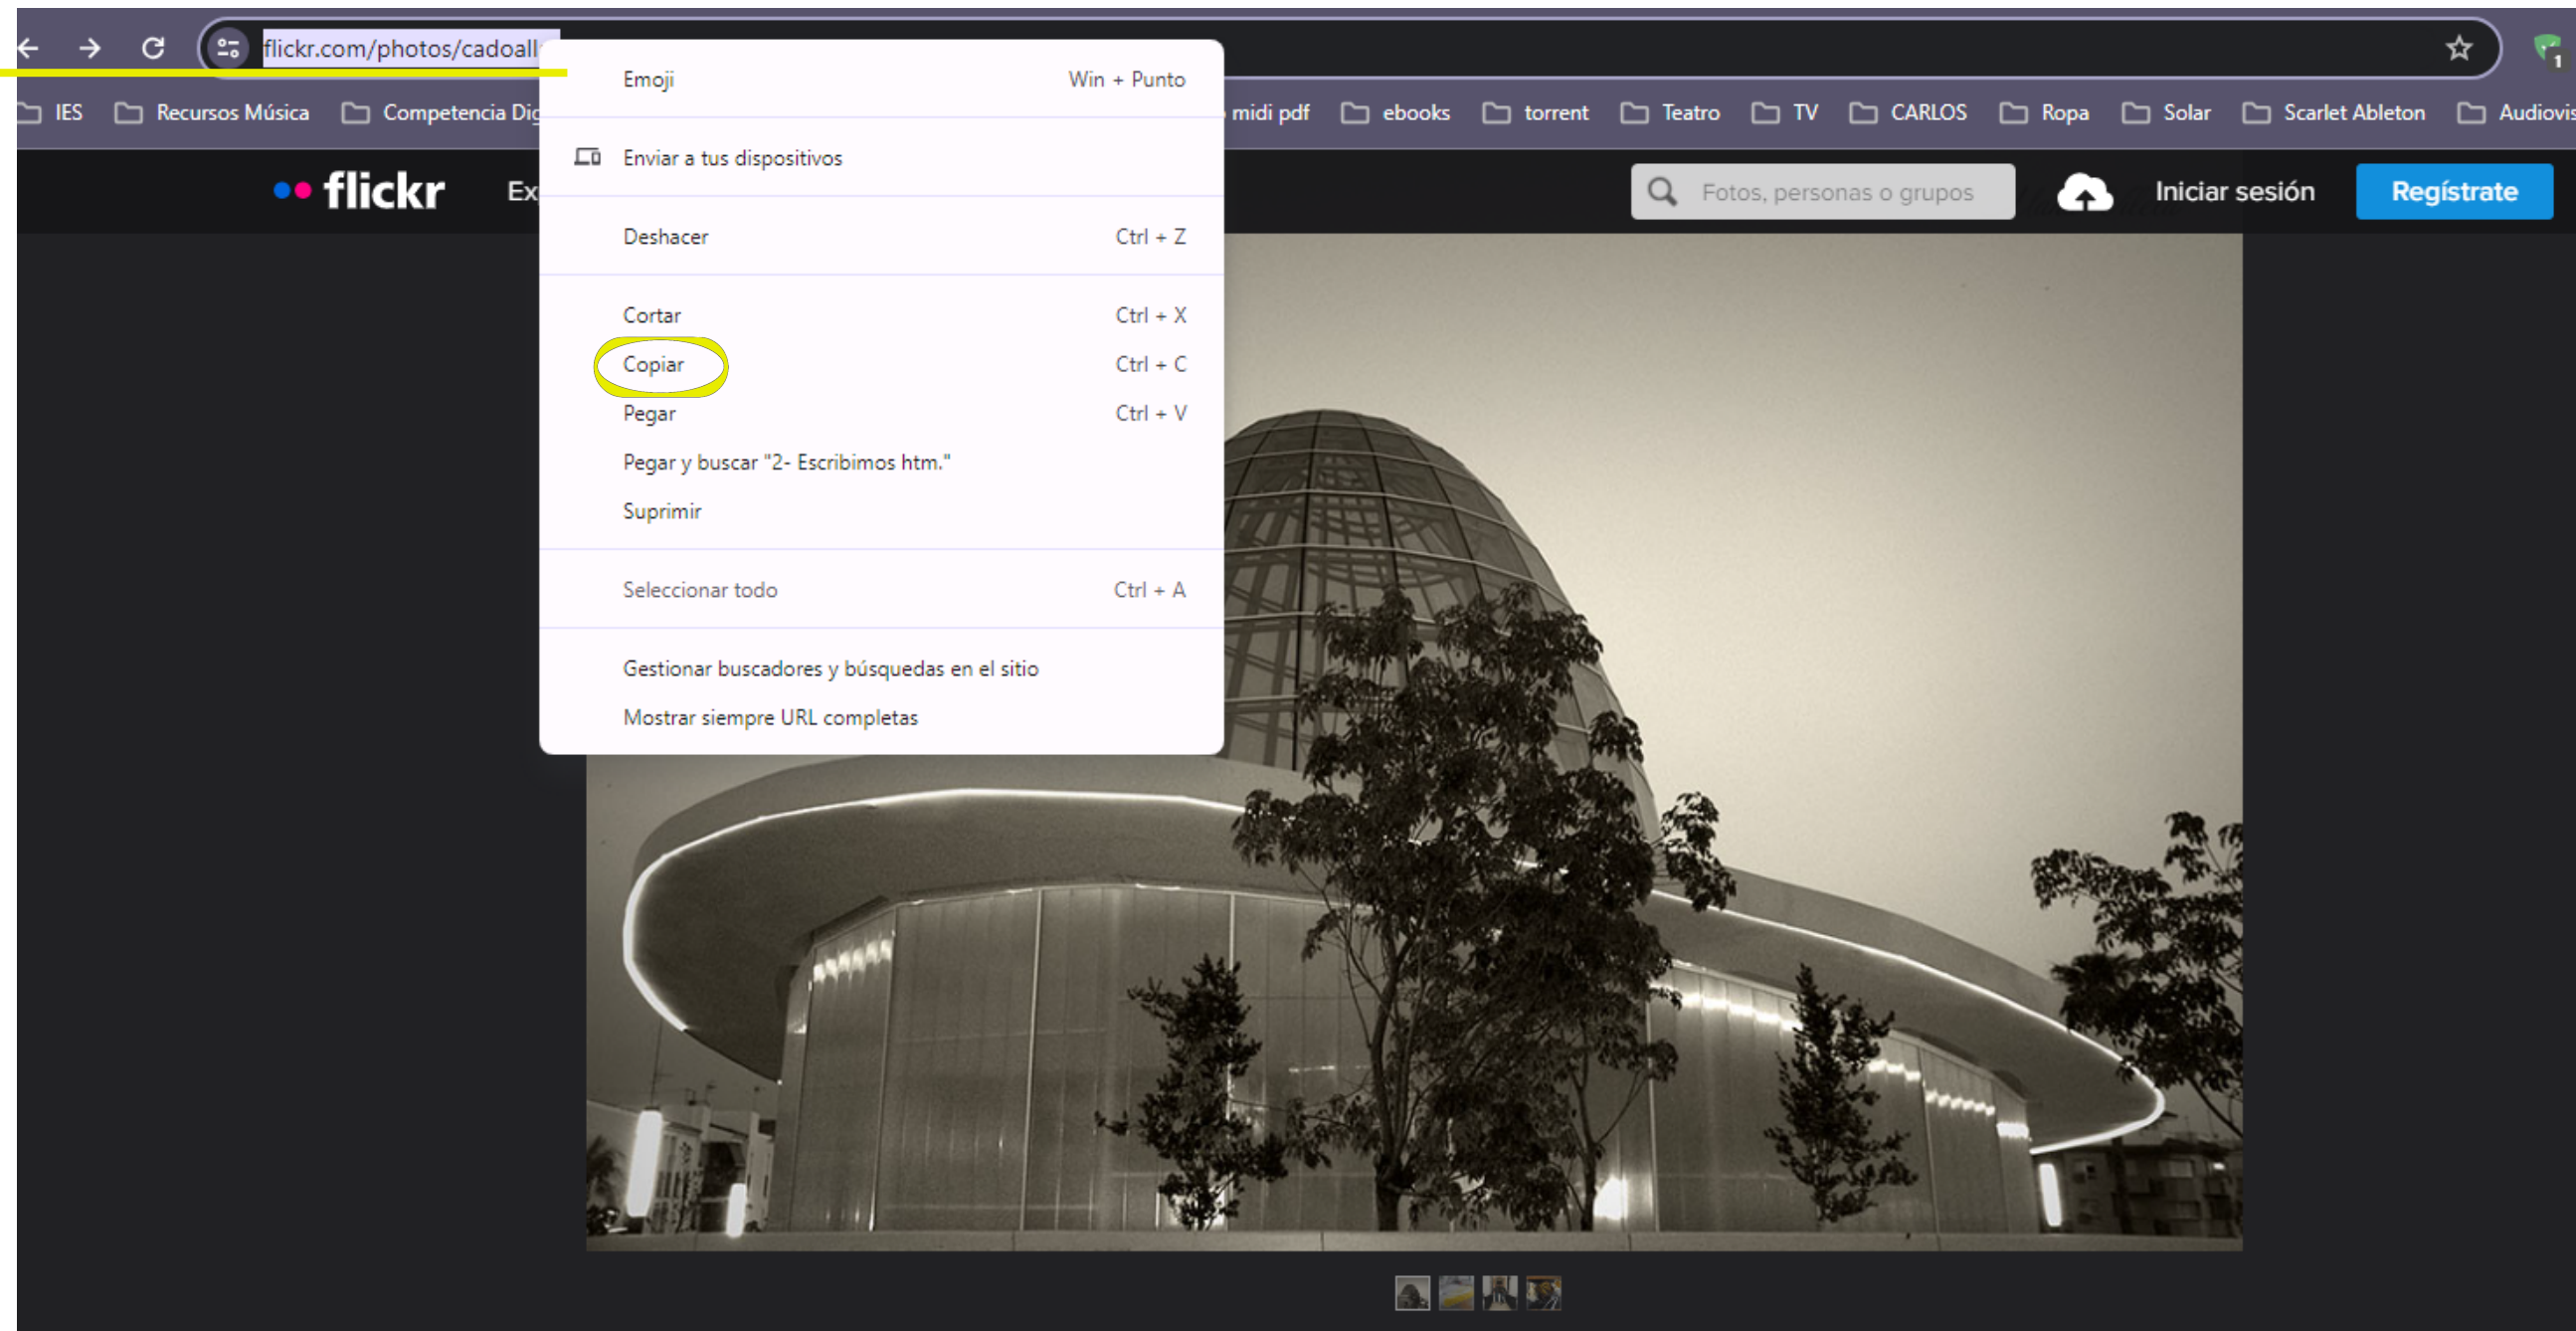 flickr.com/photos/cadoall
IES Recursos Música Competencia Dig midi pdf ebooks torrent Teatro TV CARLOS Ropa Solar Scarlet Ableton Audiovis
flickr Ex Fotos, personas o grupos Iniciar sesión Regístrate
Emoji Win + Punto
Enviar a tus dispositivos
Deshacer Ctrl + Z
Cortar Ctrl + X
Copiar Ctrl + C
Pegar Ctrl + V
Pegar y buscar "2- Escribimos htm."
Suprimir
Seleccionar todo Ctrl + A
Gestionar buscadores y búsquedas en el sitio
Mostrar siempre URL completas
1